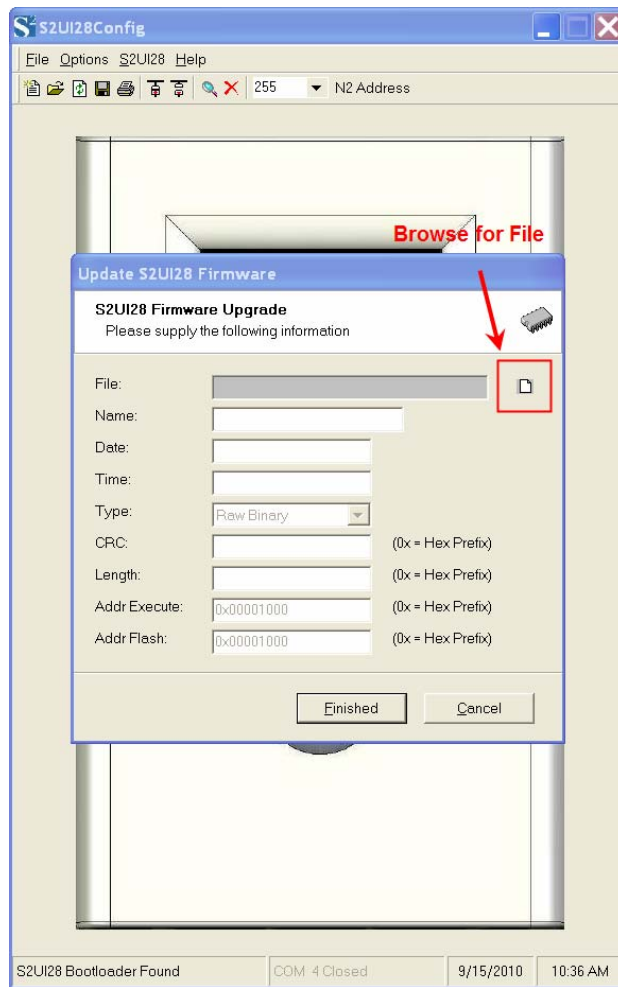 S2UI28Config
File Options S2UI28 Help
255 N2 Address
Browse for File
Update S2UI28 Firmware
S2UI28 Firmware Upgrade
Please supply the following information
File:
Name:
Date:
Time:
Type: Raw Binary
CRC: (0x = Hex Prefix)
Length: (0x = Hex Prefix)
Addr Execute: 0x00001000 (0x = Hex Prefix)
Addr Flash: 0x00001000 (0x = Hex Prefix)
Finished Cancel
S2UI28 Bootloader Found COM 4 Closed 9/15/2010 10:36 AM